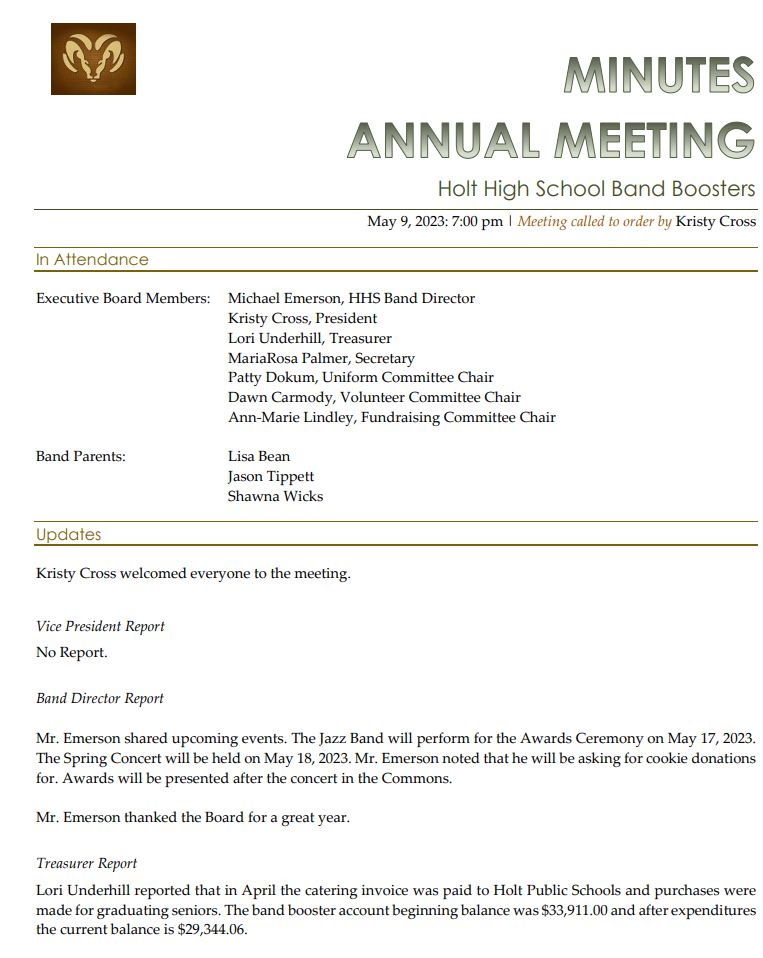 MINUTES
ANNUAL MEETING
Holt High School Band Boosters
May 9, 2023: 7:00 pm | Meeting called to order by Kristy Cross
In Attendance
Executive Board Members: Michael Emerson, HHS Band Director
Kristy Cross, President
Lori Underhill, Treasurer
MariaRosa Palmer, Secretary
Patty Dokum, Uniform Committee Chair
Dawn Carmody, Volunteer Committee Chair
Ann-Marie Lindley, Fundraising Committee Chair
Band Parents: Lisa Bean
Jason Tippett
Shawna Wicks
Updates
Kristy Cross welcomed everyone to the meeting.
Vice President Report
No Report.
Band Director Report
Mr. Emerson shared upcoming events. The Jazz Band will perform for the Awards Ceremony on May 17, 2023.
The Spring Concert will be held on May 18, 2023. Mr. Emerson noted that he will be asking for cookie donations
for. Awards will be presented after the concert in the Commons.
Mr. Emerson thanked the Board for a great year.
Treasurer Report
Lori Underhill reported that in April the catering invoice was paid to Holt Public Schools and purchases were
made for graduating seniors. The band booster account beginning balance was $33,911.00 and after expenditures
the current balance is $29,344.06.